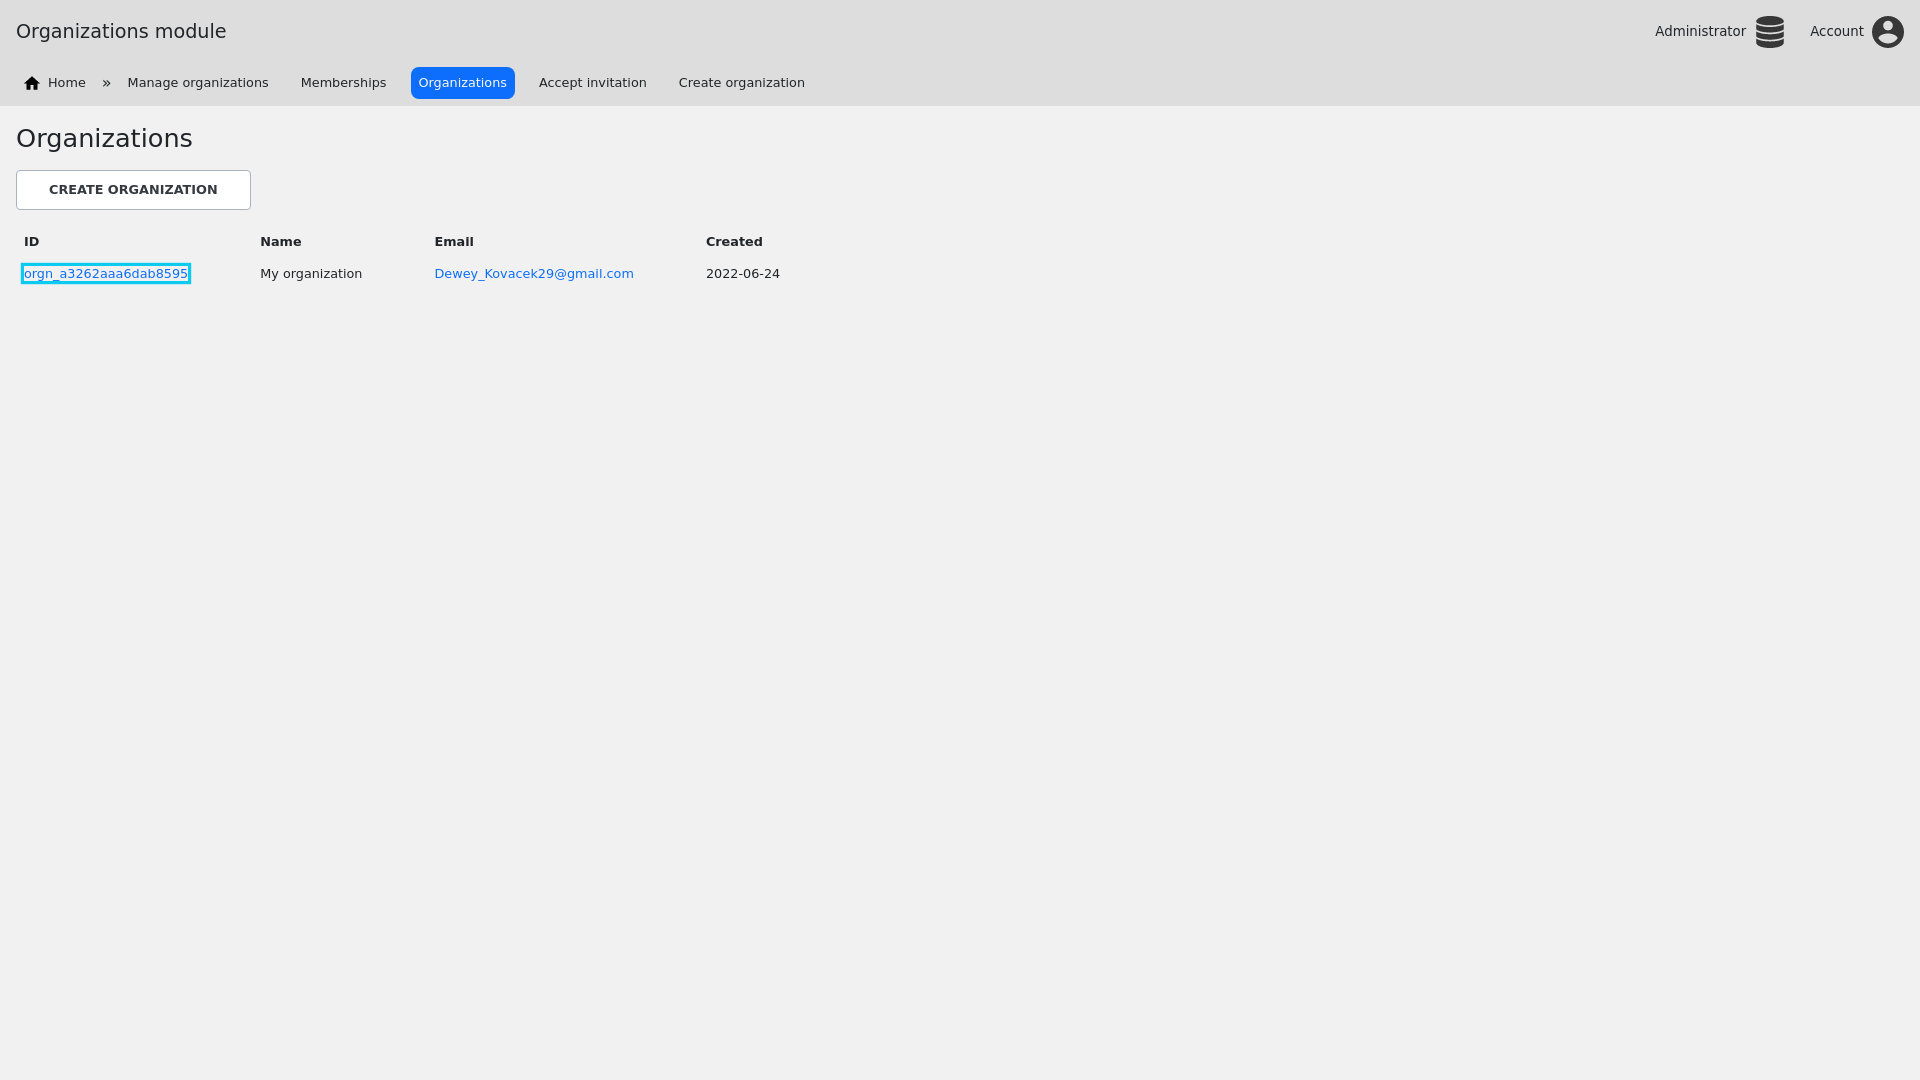 Organizations module
Administrator
Account
Home » Manage organizations Memberships Organizations Accept invitation Create organization
Organizations
CREATE ORGANIZATION
ID Name Email Created
orgn_a3262aaa6dab8595 My organization Dewey_Kovacek29@gmail.com 2022-06-24